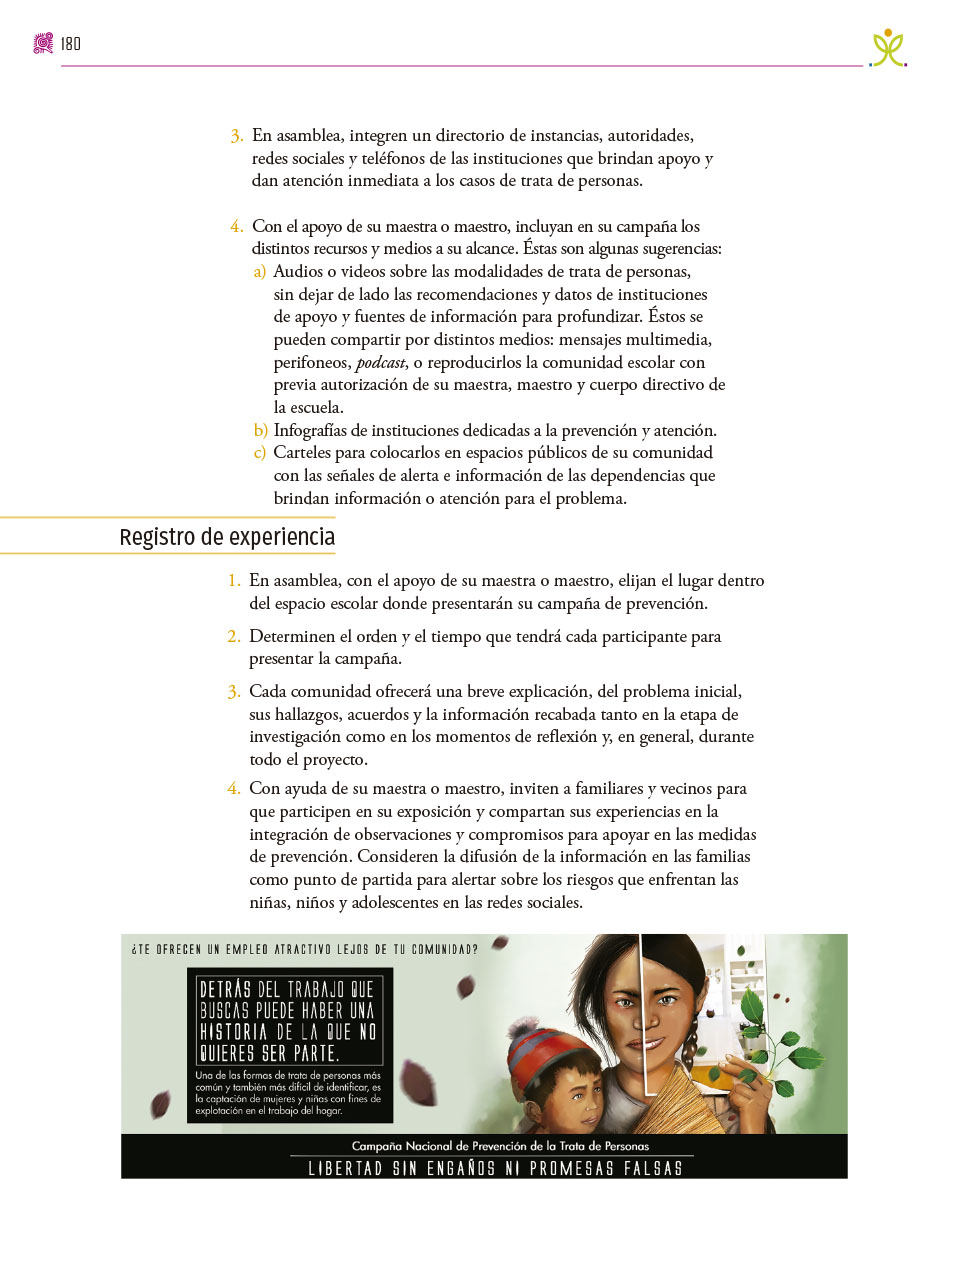 180
3. En asamblea, integren un directorio de instancias, autoridades,
redes sociales y teléfonos de las instituciones que brindan apoyo y
dan atención inmediata a los casos de trata de personas.
4. Con el apoyo de su maestra o maestro, incluyan en su campaña los
distintos recursos y medios a su alcance. Éstas son algunas sugerencias:
a) Audios o videos sobre las modalidades de trata de personas,
sin dejar de lado las recomendaciones y datos de instituciones
de apoyo y fuentes de información para profundizar. Éstos se
pueden compartir por distintos medios: mensajes multimedia,
perifoneos, podcast, o reproducirlos la comunidad escolar con
previa autorización de su maestra, maestro y cuerpo directivo de
la escuela.
b) Infografías de instituciones dedicadas a la prevención y atención.
c) Carteles para colocarlos en espacios públicos de su comunidad
con las señales de alerta e información de las dependencias que
brindan información o atención para el problema.
Registro de experiencia
1. En asamblea, con el apoyo de su maestra o maestro, elijan el lugar dentro
del espacio escolar donde presentarán su campaña de prevención.
2. Determinen el orden y el tiempo que tendrá cada participante para
presentar la campaña.
3. Cada comunidad ofrecerá una breve explicación, del problema inicial,
sus hallazgos, acuerdos y la información recabada tanto en la etapa de
investigación como en los momentos de reflexión y, en general, durante
todo el proyecto.
4. Con ayuda de su maestra o maestro, inviten a familiares y vecinos para
que participen en su exposición y compartan sus experiencias en la
integración de observaciones y compromisos para apoyar en las medidas
de prevención. Consideren la difusión de la información en las familias
como punto de partida para alertar sobre los riesgos que enfrentan las
niñas, niños y adolescentes en las redes sociales.
¿TE OFRECEN UN EMPLEO ATRACTIVO LEJOS DE TU COMUNIDAD?
DETRÁS DEL TRABAJO QUE
BUSCAS PUEDE HABER UNA
HISTORIA DE LA QUE NO
QUIERES SER PARTE.
Una de las formas de trata de personas más
común y también más difícil de identificar, es
la captación de mujeres y niñas con fines de
explotación en el trabajo del hogar.
Campaña Nacional de Prevención de la Trata de Personas
LIBERTAD SIN ENGAÑOS NI PROMESAS FALSAS